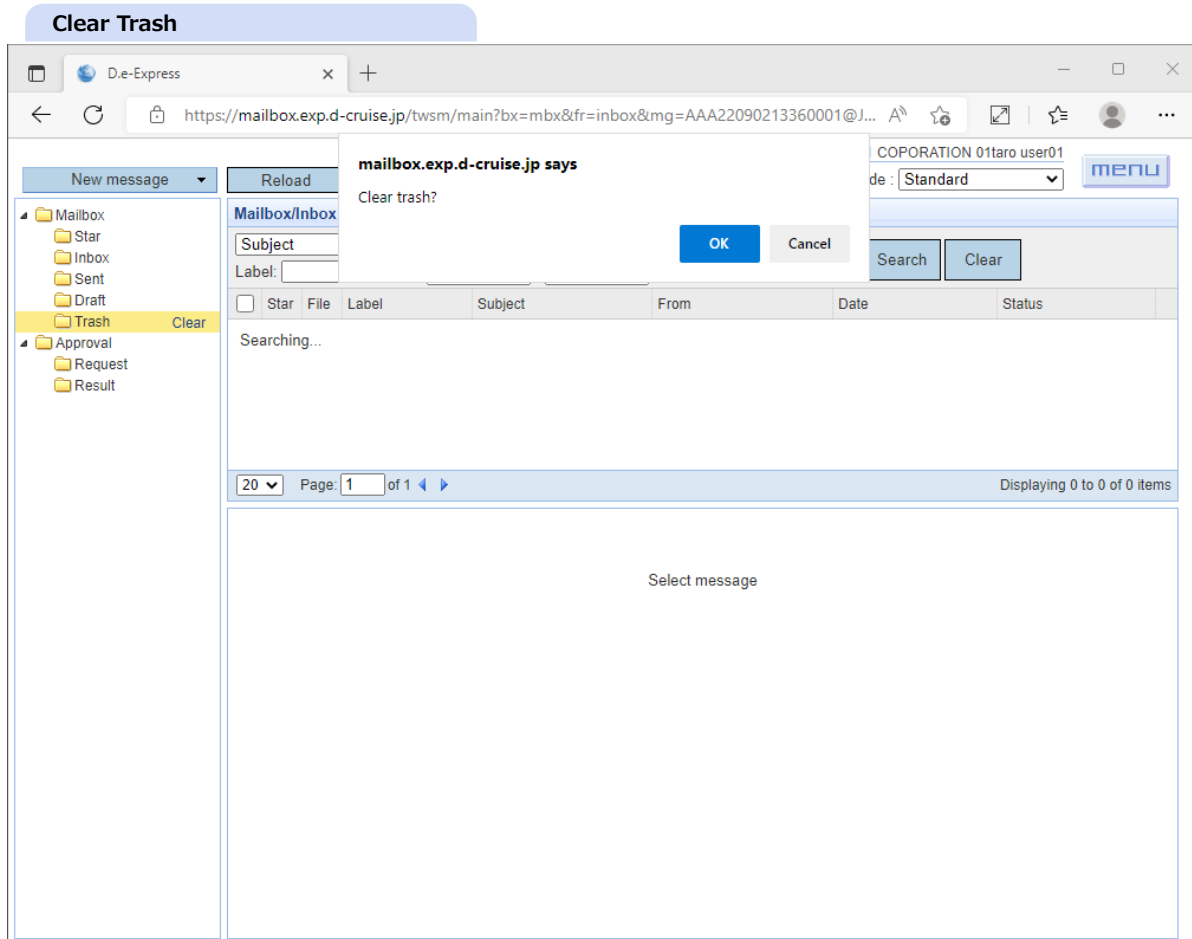 Clear Trash
D.e-Express
https://mailbox.exp.d-cruise.jp/twsm/main?bx=mbx&fr=inbox&mg=AAA22090213360001@J...
mailbox.exp.d-cruise.jp says
Clear trash?
OK Cancel
COPORATION 01taro user01
New message Reload de : Standard menu
Mailbox
Star
Inbox
Sent
Draft
Trash Clear
Approval
Request
Result
Mailbox/Inbox
Subject Search Clear
Label:
Star File Label Subject From Date Status
Searching...
20 Page: 1 of 1 Displaying 0 to 0 of 0 items
Select message